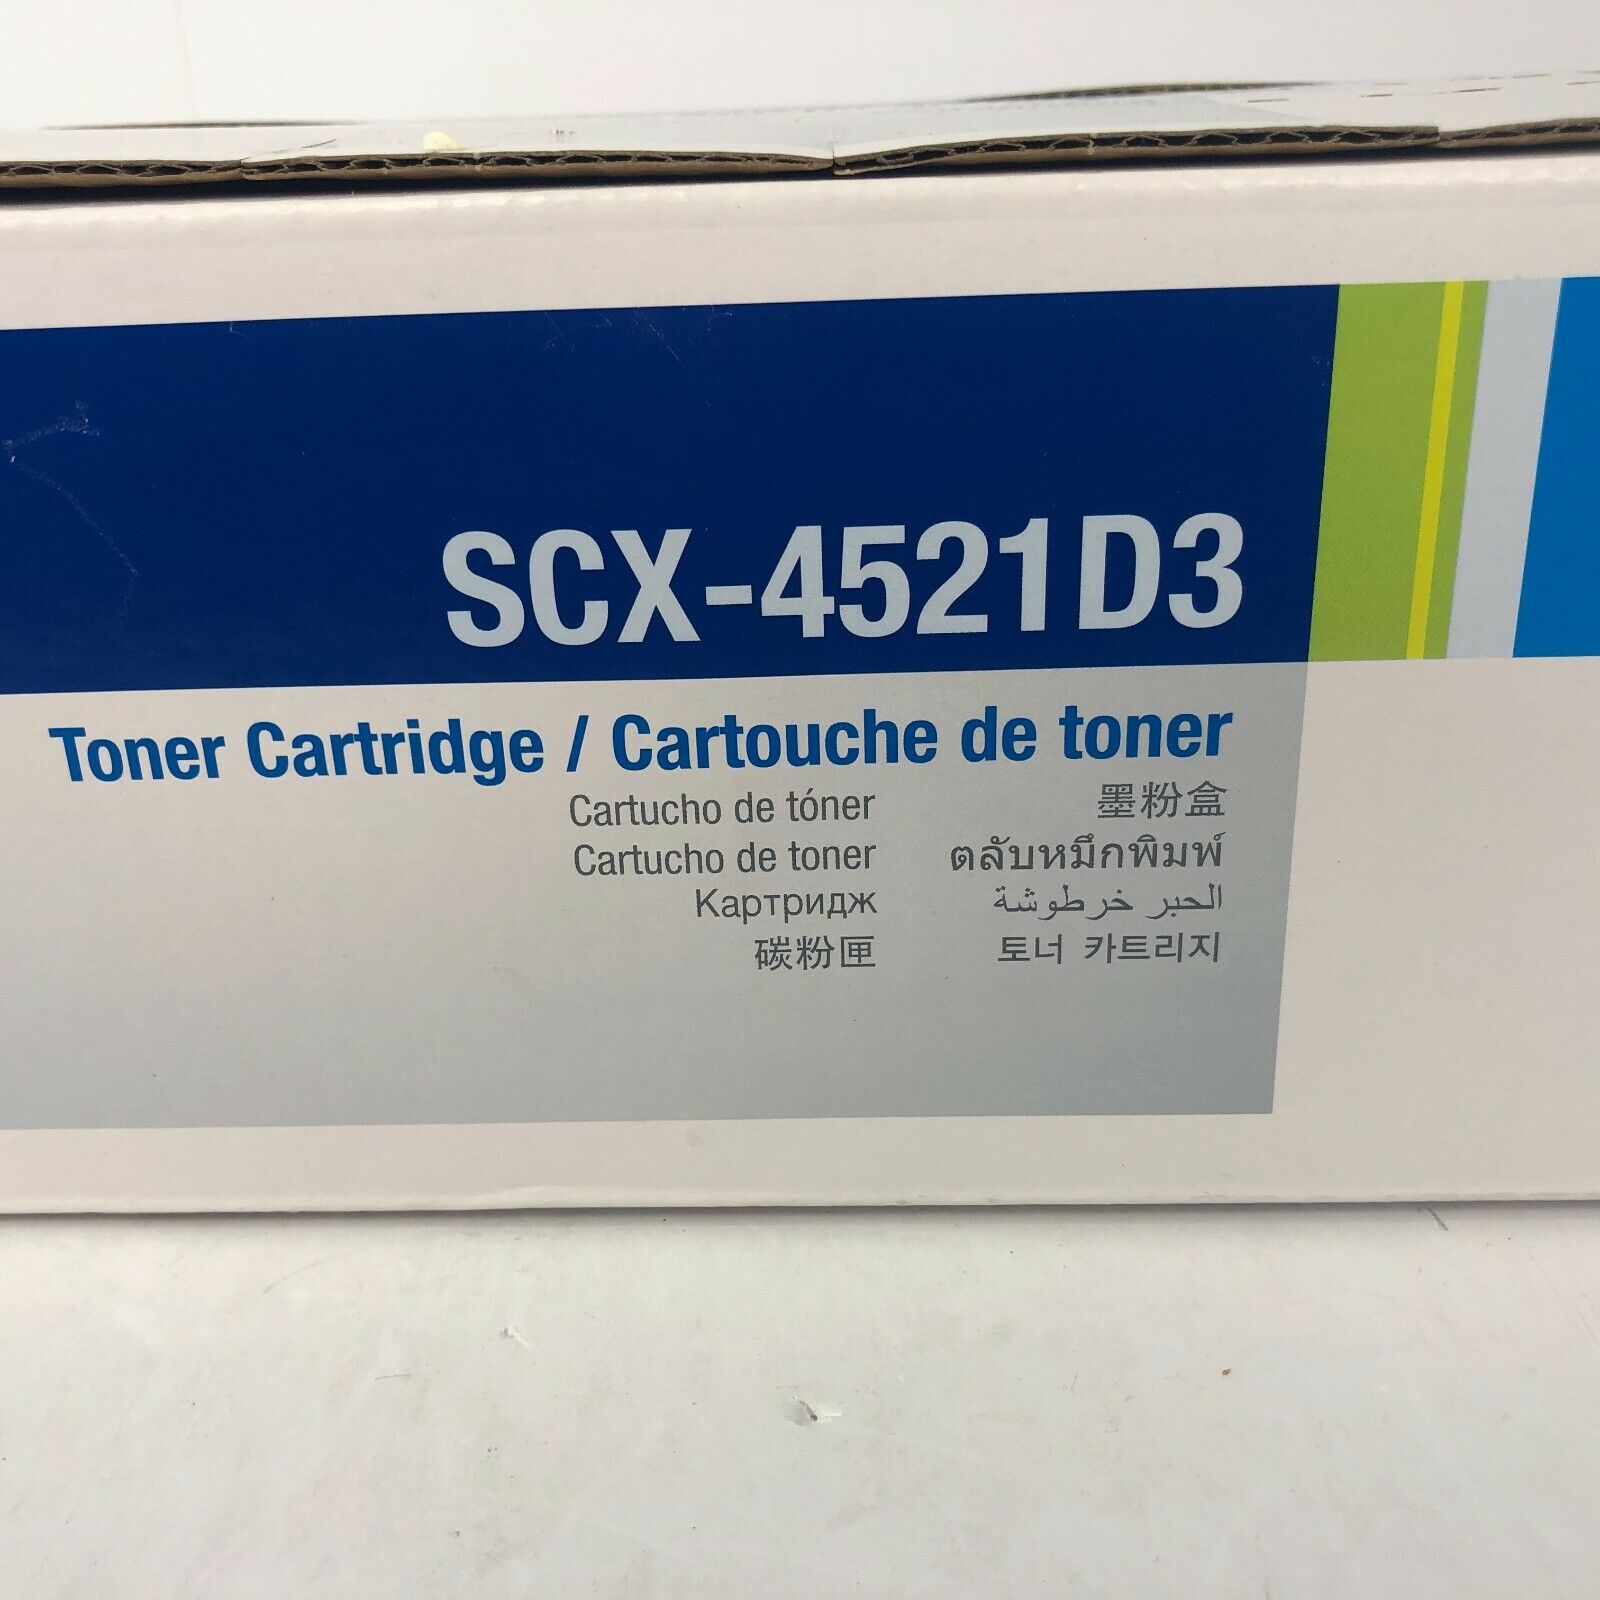 SCX-4521D3
Toner Cartridge / Cartouche de toner
Cartucho de tóner
墨粉盒
Cartucho de toner
ตลับหมึกพิมพ์
Картридж
الحبر خرطوشة
碳粉匣
토너 카트리지